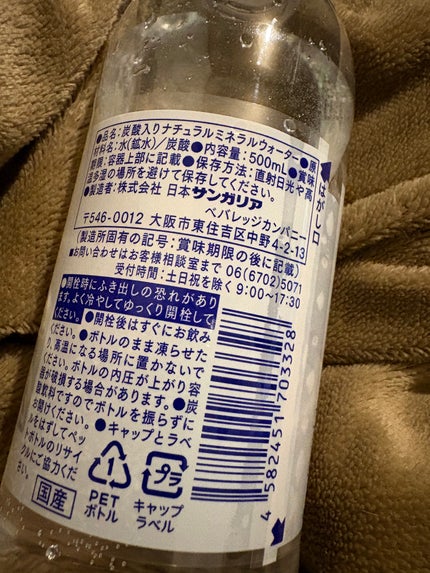 ●品名:炭酸入りナチュラルミネラルウォーター●原
材料名:水(鉱水)/炭酸●内容量:500mL●賞味
期限:容器上部に記載●保存方法:直射日光や高
温多湿の場所を避けて保存してください。
●製造者:株式会社 日本サンガリア
ベバレッジカンパニー
〒546-0012 大阪市東住吉区中野4-2-13
(製造所固有の記号:賞味期限の後に記載)
■お問い合わせはお客様相談室まで 06(6702)5071
受付時間:土日祝を除く 9:00~17:30
●開栓時にふき出しの恐れがあり
ます。よく冷やしてゆっくり開栓して
ください。●開栓後はすぐにお飲み
ください。●ボトルのまま凍らせた
り、高温になる場所に置かないで
ください。ボトルの内圧が上がり容
器が破損する場合があります。●炭
酸飲料ですのでボトルを振らずに
お開けください。●キャップとラベ
ルをはずしてペッ
トボトルのリサイ
クルにご協力くだ
さい。
国産
1
PET
ボトル
プラ
キャップ
ラベル
4 582451 703328
はがし口